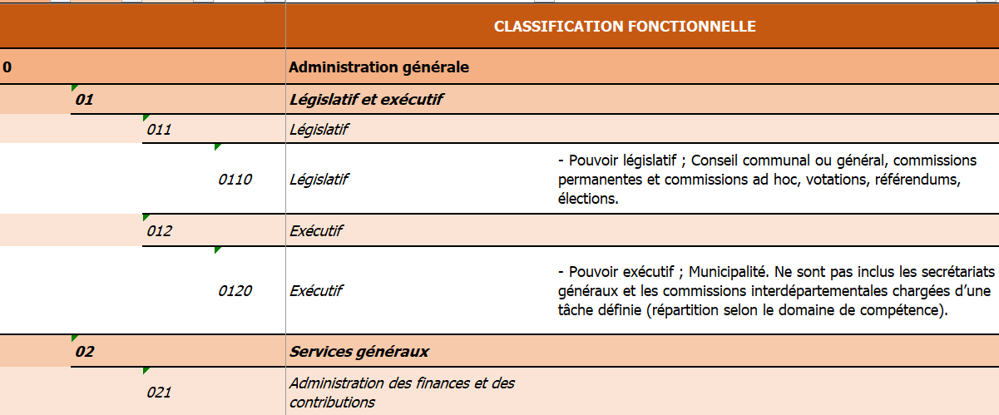 CLASSIFICATION FONCTIONNELLE
0 Administration générale
01 Législatif et exécutif
011 Législatif
0110 Législatif
- Pouvoir législatif ; Conseil communal ou général, commissions
permanentes et commissions ad hoc, votations, référendums,
élections.
012 Exécutif
0120 Exécutif
- Pouvoir exécutif ; Municipalité. Ne sont pas inclus les secrétariats
généraux et les commissions interdépartementales chargées d’une
tâche définie (répartition selon le domaine de compétence).
02 Services généraux
021 Administration des finances et des
contributions